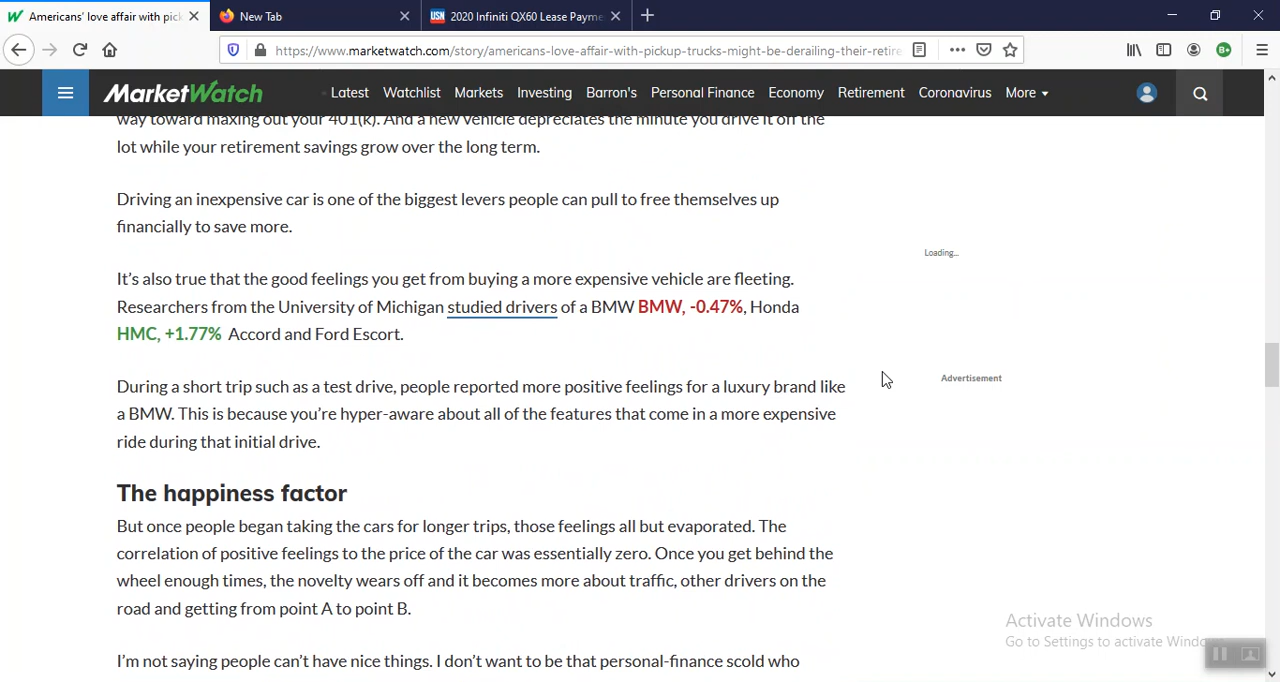 Americans' love affair with pick
New Tab
USN 2020 Infiniti QX60 Lease Payme
https://www.marketwatch.com/story/americans-love-affair-with-pickup-trucks-might-be-derailing-their-retire
MarketWatch Latest Watchlist Markets Investing Barron's Personal Finance Economy Retirement Coronavirus More
way toward maxing out your 401(k). And a new vehicle depreciates the minute you drive it off the
lot while your retirement savings grow over the long term.
Driving an inexpensive car is one of the biggest levers people can pull to free themselves up
financially to save more.
Loading...
It's also true that the good feelings you get from buying a more expensive vehicle are fleeting.
Researchers from the University of Michigan studied drivers of a BMW BMW, -0.47%, Honda
HMC, +1.77% Accord and Ford Escort.
Advertisement
During a short trip such as a test drive, people reported more positive feelings for a luxury brand like
a BMW. This is because you're hyper-aware about all of the features that come in a more expensive
ride during that initial drive.
The happiness factor
But once people began taking the cars for longer trips, those feelings all but evaporated. The
correlation of positive feelings to the price of the car was essentially zero. Once you get behind the
wheel enough times, the novelty wears off and it becomes more about traffic, other drivers on the
road and getting from point A to point B.
Activate Windows
Go to Settings to activate Windo
I'm not saying people can't have nice things. I don't want to be that personal-finance scold who